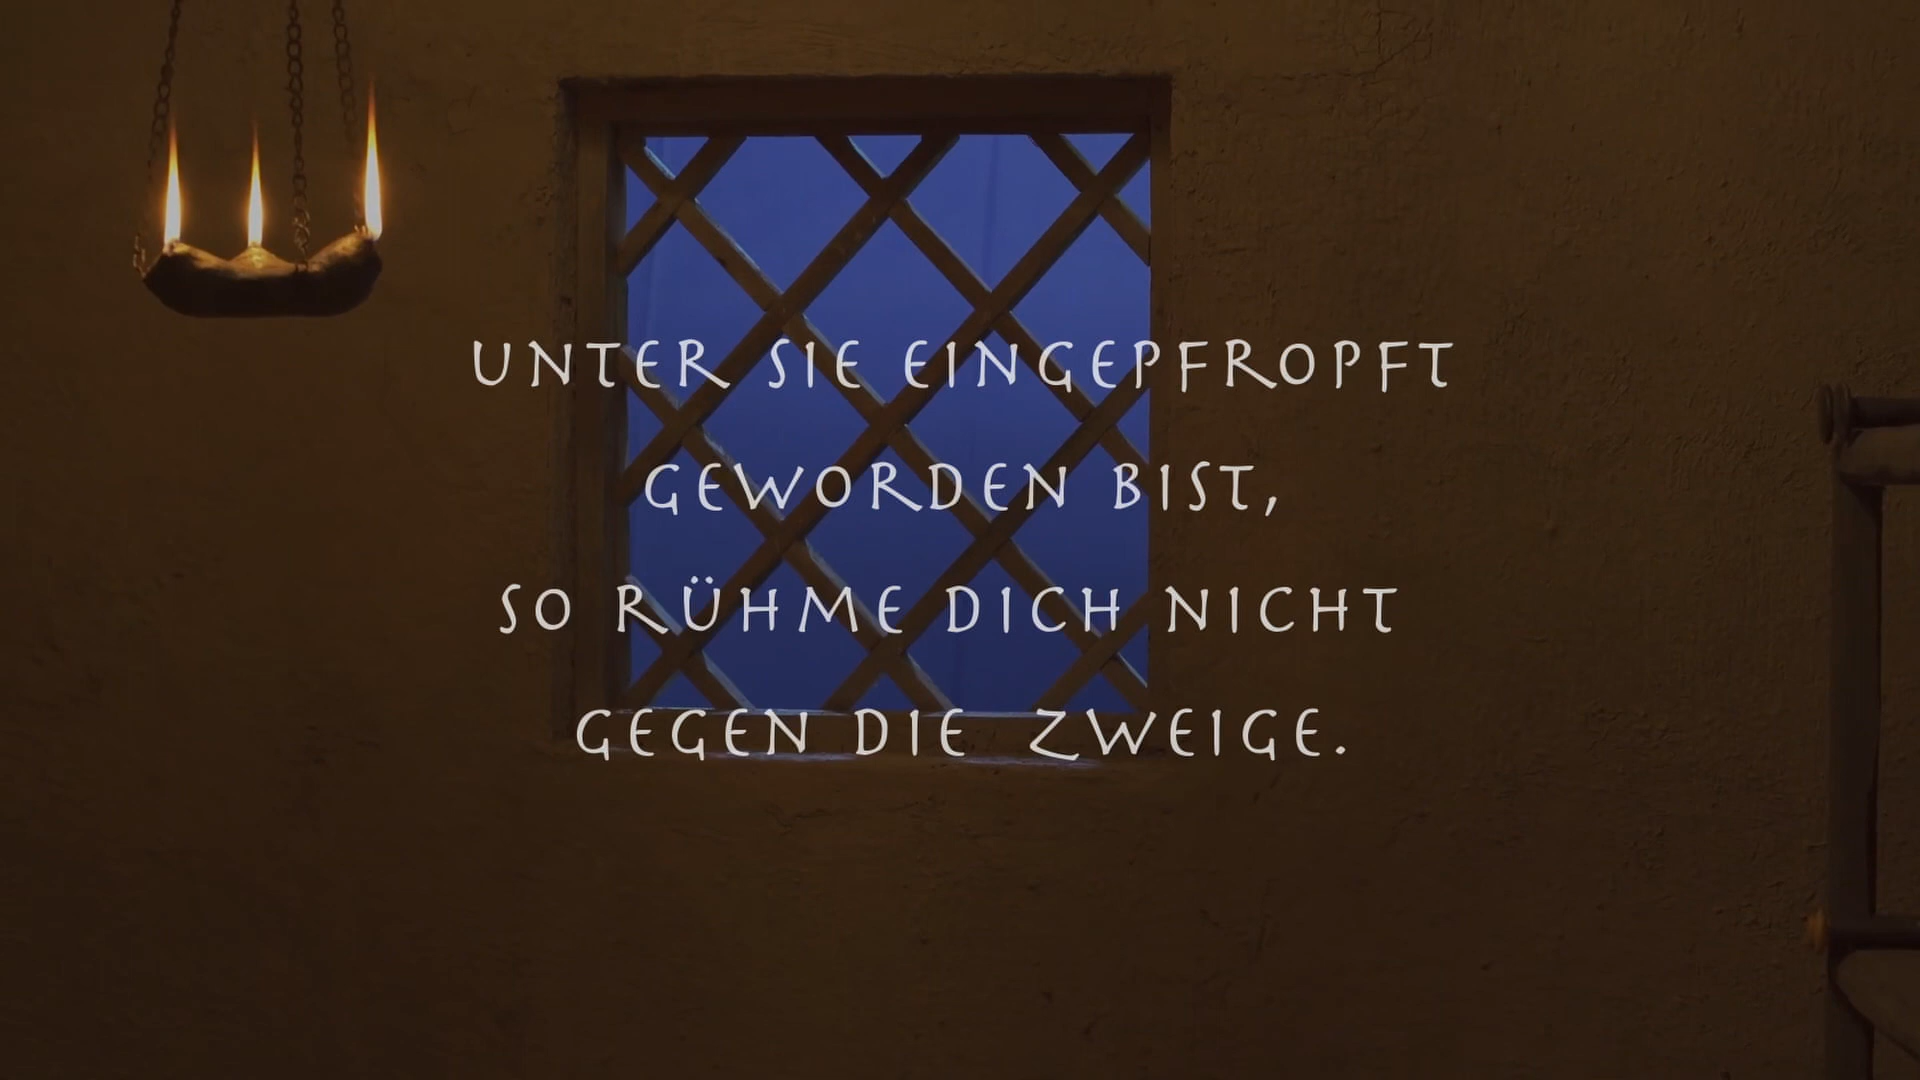 UNTER SIE EINGEPFROPFT
GEWORDEN BIST,
SO RÜHME DICH NICHT
GEGEN DIE ZWEIGE.